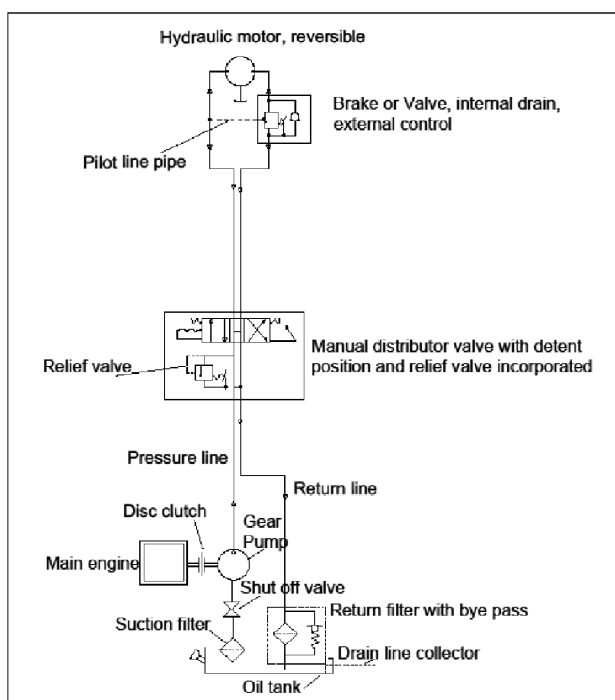 Hydraulic motor, reversible
Brake or Valve, internal drain,
external control
Pilot line pipe
Manual distributor valve with detent
position and relief valve incorporated
Relief valve
Pressure line
Return line
Disc clutch
Gear
Pump
Main engine
Shut off valve
Return filter with bye pass
Suction filter
Drain line collector
Oil tank